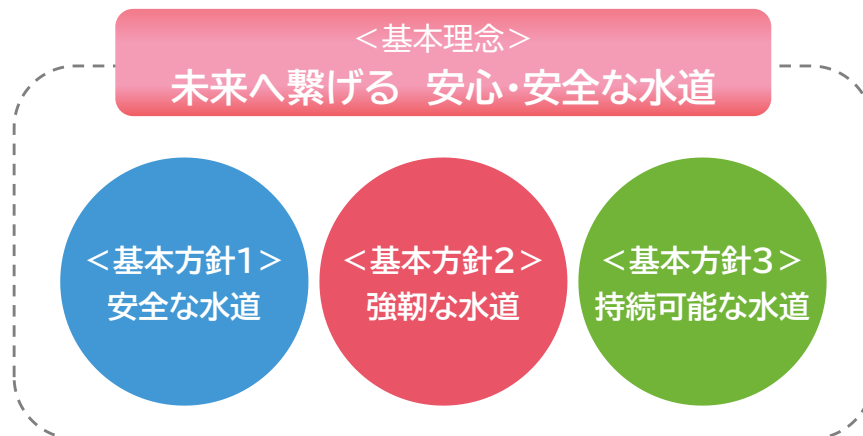 ＜基本理念＞
未来へ繋げる　安心・安全な水道
＜基本方針1＞
安全な水道
＜基本方針2＞
強靭な水道
＜基本方針3＞
持続可能な水道